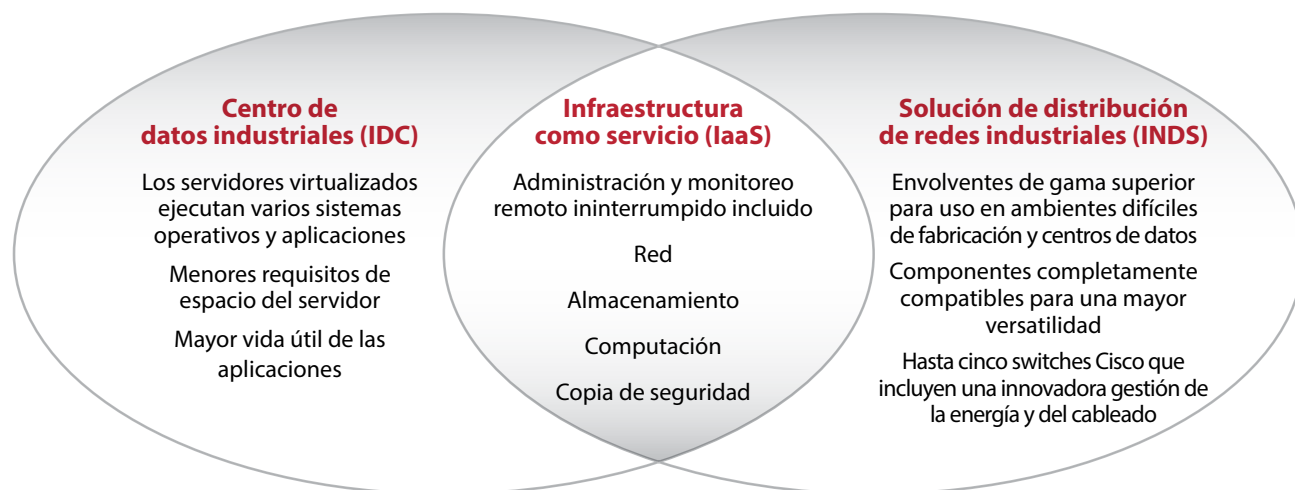 Centro de
datos industriales (IDC)
Los servidores virtualizados
ejecutan varios sistemas
operativos y aplicaciones
Menores requisitos de
espacio del servidor
Mayor vida útil de las
aplicaciones
Infraestructura
como servicio (IaaS)
Administración y monitoreo
remoto ininterrumpido incluido
Red
Almacenamiento
Computación
Copia de seguridad
Solución de distribución
de redes industriales (INDS)
Envolventes de gama superior
para uso en ambientes difíciles
de fabricación y centros de datos
Componentes completamente
compatibles para una mayor
versatilidad
Hasta cinco switches Cisco que
incluyen una innovadora gestión de
la energía y del cableado